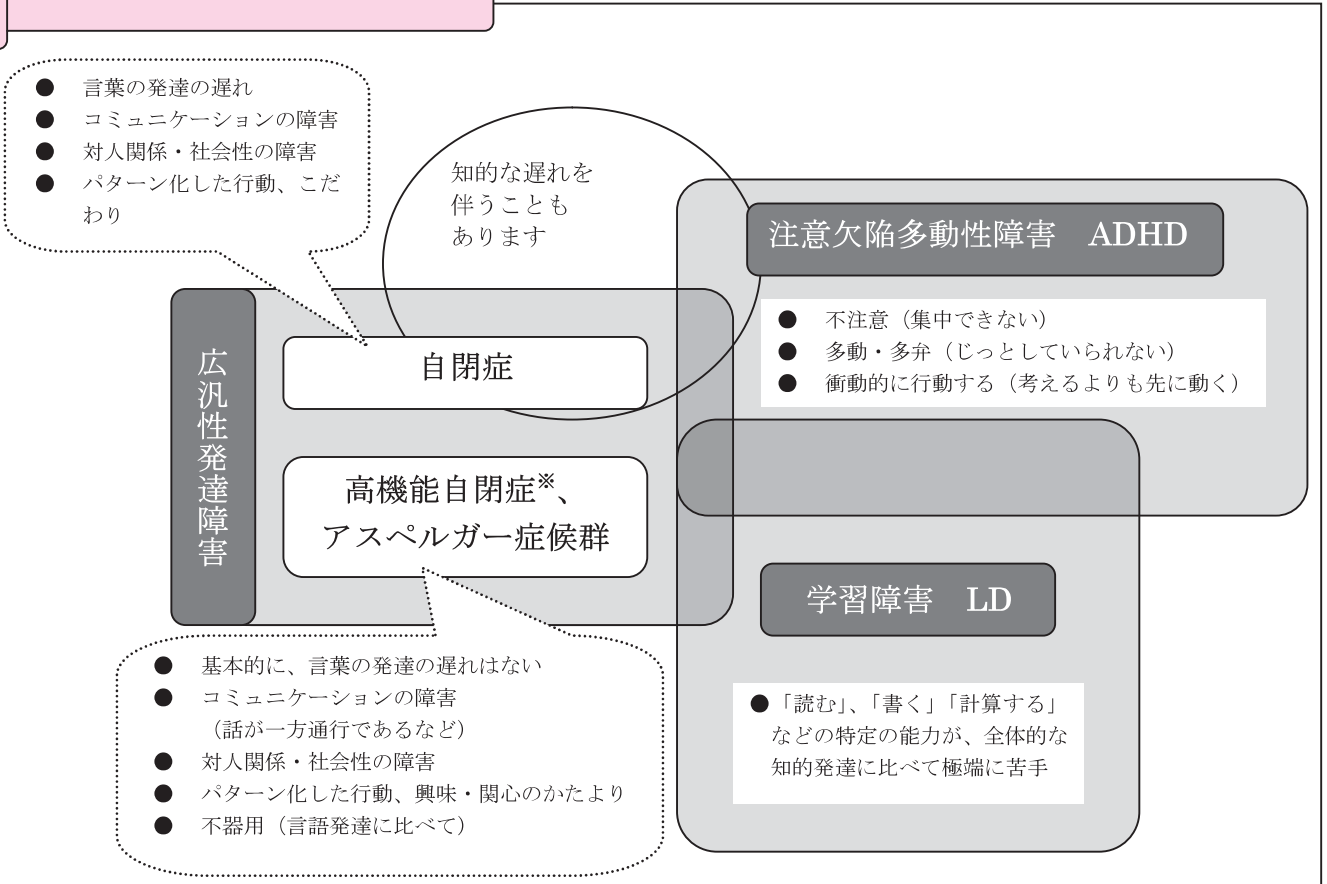 ● 言葉の発達の遅れ
● コミュニケーションの障害
● 対人関係・社会性の障害
● パターン化した行動、こだ
わり
知的な遅れを
伴うことも
あります
注意欠陥多動性障害　ADHD
● 不注意（集中できない）
● 多動・多弁（じっとしていられない）
● 衝動的に行動する（考えるよりも先に動く）
広汎性発達障害
自閉症
高機能自閉症※、
アスペルガー症候群
学習障害　LD
● 基本的に、言葉の発達の遅れはない
● コミュニケーションの障害
（話が一方通行であるなど）
● 対人関係・社会性の障害
● パターン化した行動、興味・関心のかたより
● 不器用（言語発達に比べて）
●「読む」、「書く」「計算する」
などの特定の能力が、全体的な
知的発達に比べて極端に苦手